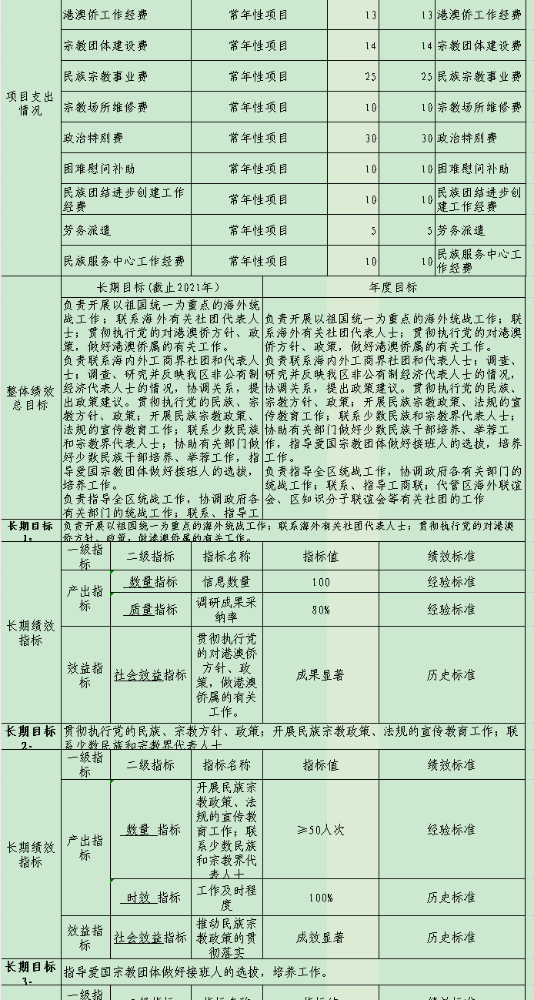 港澳侨工作经费 常年性项目 13 13 港澳侨工作经费
宗教团体建设费 常年性项目 14 14 宗教团体建设费
民族宗教事业费 常年性项目 25 25 民族宗教事业费
项目支出
情况
宗教场所维修费 常年性项目 10 10 宗教场所维修费
政治特别费 常年性项目 30 30 政治特别费
困难慰问补助 常年性项目 10 10 困难慰问补助
民族团结进步创建工作
经费
常年性项目 10 10
民族团结进步创
建工作经费
劳务派遣 常年性项目 5 5 劳务派遣
民族服务中心工作经费 常年性项目 10 10
民族服务中心工
作经费
整体绩效
总目标
长期目标(截止2021年) 年度目标
负责开展以祖国统一为重点的海外统
战工作；联系海外有关社团代表人
士；贯彻执行党的对港澳侨方针、政
策，做好港澳侨属的有关工作。
负责联系海内外工商界社团和代表人
士；调查、研究并反映我区非公有制
经济代表人士的情况，协调关系，提
出政策建议。贯彻执行党的民族、宗
教方针、政策；开展民族宗教政策、
法规的宣传教育工作；联系少数民族
和宗教界代表人士；协助有关部门做
好少数民族干部培养、举荐工作，指
导爱国宗教团体做好接班人的选拔，
培养工作。
负责指导全区统战工作，协调政府各
有关部门的统战工作；联系、指导工
负责开展以祖国统一为重点的海外统战工作；联
系海外有关社团代表人士；贯彻执行党的对港澳
侨方针、政策，做好港澳侨属的有关工作。
负责联系海内外工商界社团和代表人士；调查、
研究并反映我区非公有制经济代表人士的情况，
协调关系，提出政策建议。贯彻执行党的民族、
宗教方针、政策；开展民族宗教政策、法规的宣
传教育工作；联系少数民族和宗教界代表人士；
协助有关部门做好少数民族干部培养、举荐工
作，指导爱国宗教团体做好接班人的选拔，培养
工作。
负责指导全区统战工作，协调政府各有关部门的
统战工作；联系、指导工商联；代管区海外联谊
会、区知识分子联谊会等有关社团的工作
长期目标
1:
负责开展以祖国统一为重点的海外统战工作；联系海外有关社团代表人士；贯彻执行党的对港澳
侨方针、政策，做港澳侨属的有关工作。
长期绩效
指标
一级指
标
二级指标 指标名称 指标值 绩效标准
产出指
标
数量指标 信息数量 100 经验标准
质量指标
调研成果采
纳率
80% 经验标准
效益指
标
社会效益指标
贯彻执行党
的对港澳侨
方针、政
策，做港澳
侨属的有关
工作。
成果显著 历史标准
长期目标
2:
贯彻执行党的民族、宗教方针、政策；开展民族宗教政策、法规的宣传教育工作；联
系少数民族和宗教界代表人士
长期绩效
指标
一级指
标
二级指标 指标名称 指标值 绩效标准
产出指
标
数量 指标
开展民族宗
教政策、法
规的宣传教
育工作；联
系少数民族
和宗教界代
表人士
≥50人次 经验标准
时效 指标
工作及时程
度
100% 历史标准
效益指
标
社会效益指标
推动民族宗
教政策的贯
彻落实
成效显著 历史标准
长期目标
3:
指导爱国宗教团体做好接班人的选拔，培养工作。
一级指
二级指标 指标名称 指标值 绩效标准